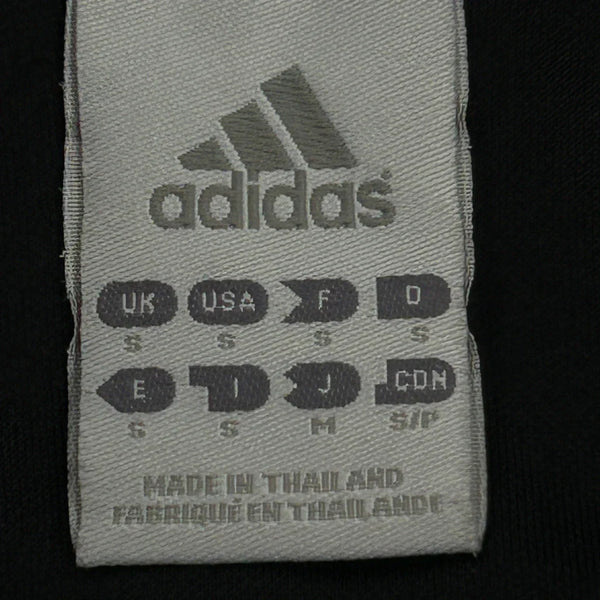 adidas
UK USA F D
S S S S
E I J CDN
S S M S/P
MADE IN THAILAND
FABRIQUÉ EN THAILANDE